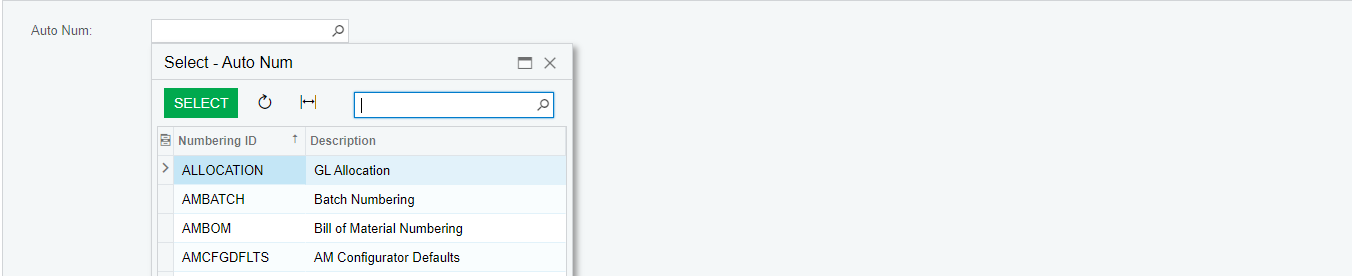 Auto Num:
Select - Auto Num
SELECT
Numbering ID Description
ALLOCATION GL Allocation
AMBATCH Batch Numbering
AMBOM Bill of Material Numbering
AMCFGDFLTS AM Configurator Defaults